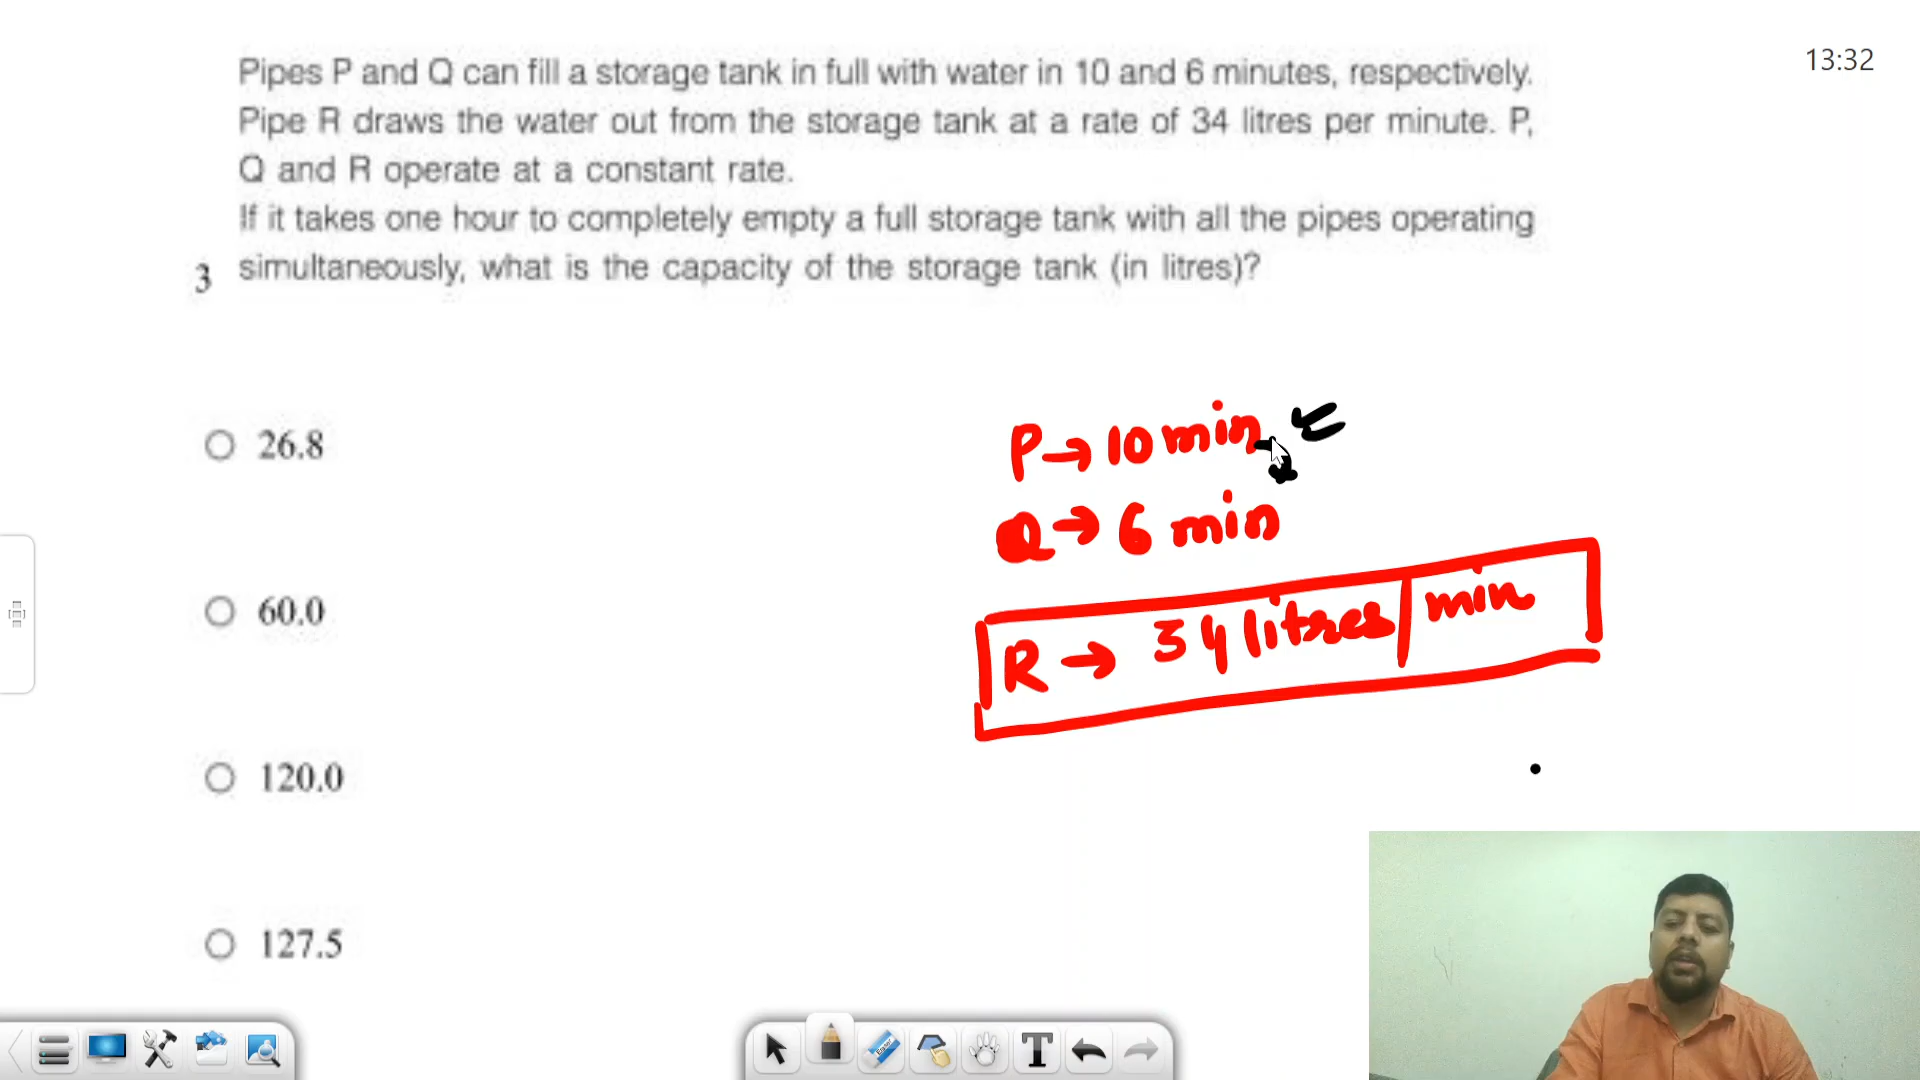 13:32
Pipes P and Q can fill a storage tank in full with water in 10 and 6 minutes, respectively.
Pipe R draws the water out from the storage tank at a rate of 34 litres per minute. P,
Q and R operate at a constant rate.
If it takes one hour to completely empty a full storage tank with all the pipes operating
3 simultaneously, what is the capacity of the storage tank (in litres)?
26.8
60.0
120.0
127.5
P → 10 min
Q → 6 min
R → 34 litres/min
Eraser
T